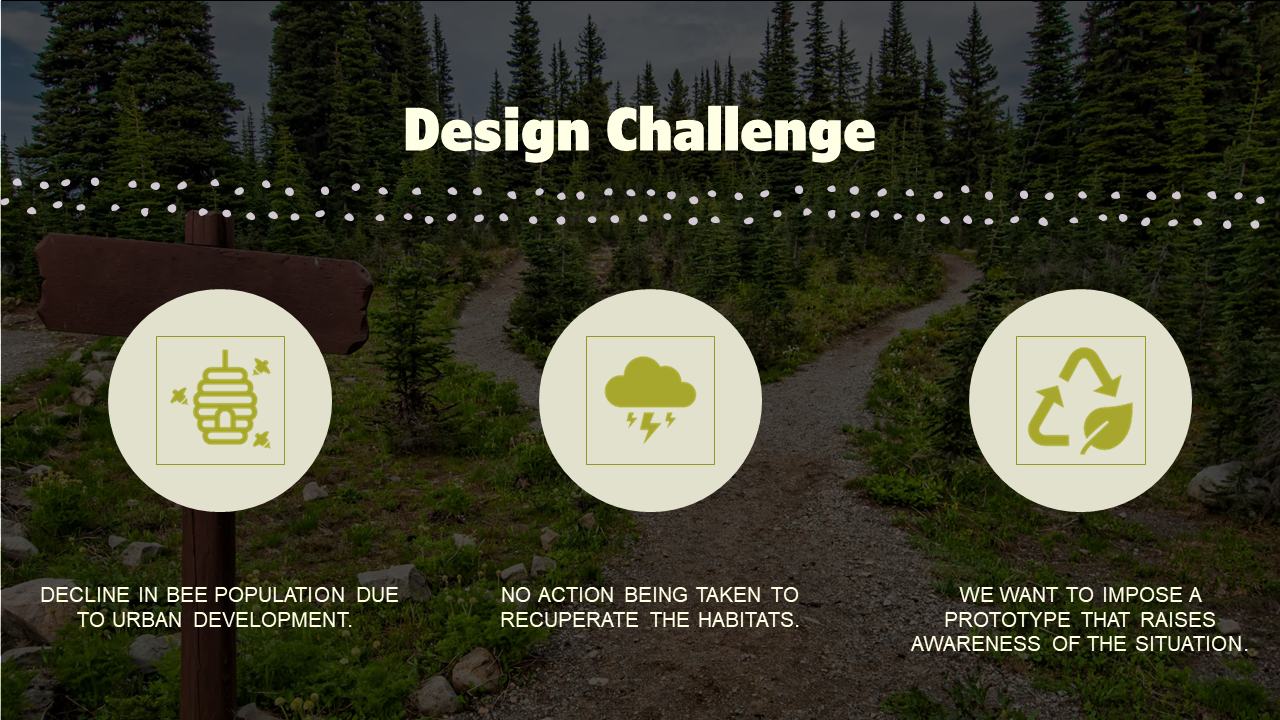 Design Challenge
DECLINE IN BEE POPULATION DUE
TO URBAN DEVELOPMENT.
NO ACTION BEING TAKEN TO
RECUPERATE THE HABITATS.
WE WANT TO IMPOSE A
PROTOTYPE THAT RAISES
AWARENESS OF THE SITUATION.